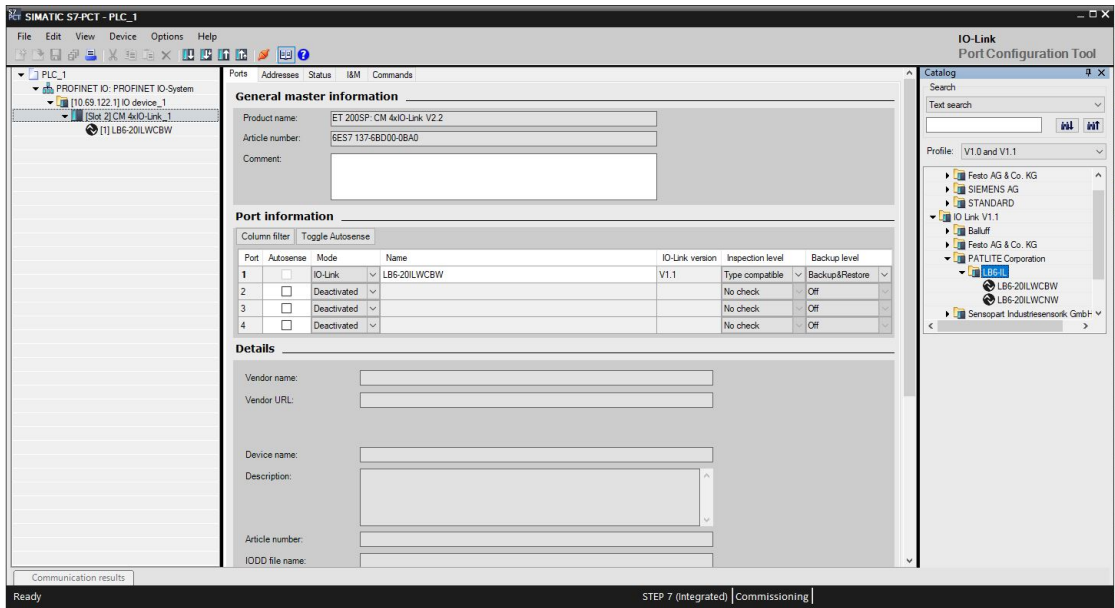 SIMATIC S7-PCT - PLC_1
File Edit View Device Options Help
IO-Link
Port Configuration Tool
PLC_1
PROFINET IO: PROFINET IO-System
[10.69.122.1] IO device_1
[Slot 2] CM 4xIO-Link_1
[1] LB6-20ILWCBW
Ports Addresses Status I&M Commands
General master information
Product name: ET 200SP: CM 4xIO-Link V2.2
Article number: 6ES7 137-6BD00-0BA0
Comment:
Port information
Column filter Toggle Autosense
Port Autosense Mode Name IO-Link version Inspection level Backup level
1 IO-Link LB6-20ILWCBW V1.1 Type compatible Backup&Restore
2 Deactivated No check Off
3 Deactivated No check Off
4 Deactivated No check Off
Details
Vendor name:
Vendor URL:
Device name:
Description:
Article number:
IODD file name:
Catalog
Search
Text search
Profile: V1.0 and V1.1
Festo AG & Co. KG
SIEMENS AG
STANDARD
IO Link V1.1
Balluff
Festo AG & Co. KG
PATLITE Corporation
LB6-IL
LB6-20ILWCBW
LB6-20ILWCNW
Sensopart Industriesensorik GmbH
Communication results
Ready STEP 7 (Integrated) Commissioning